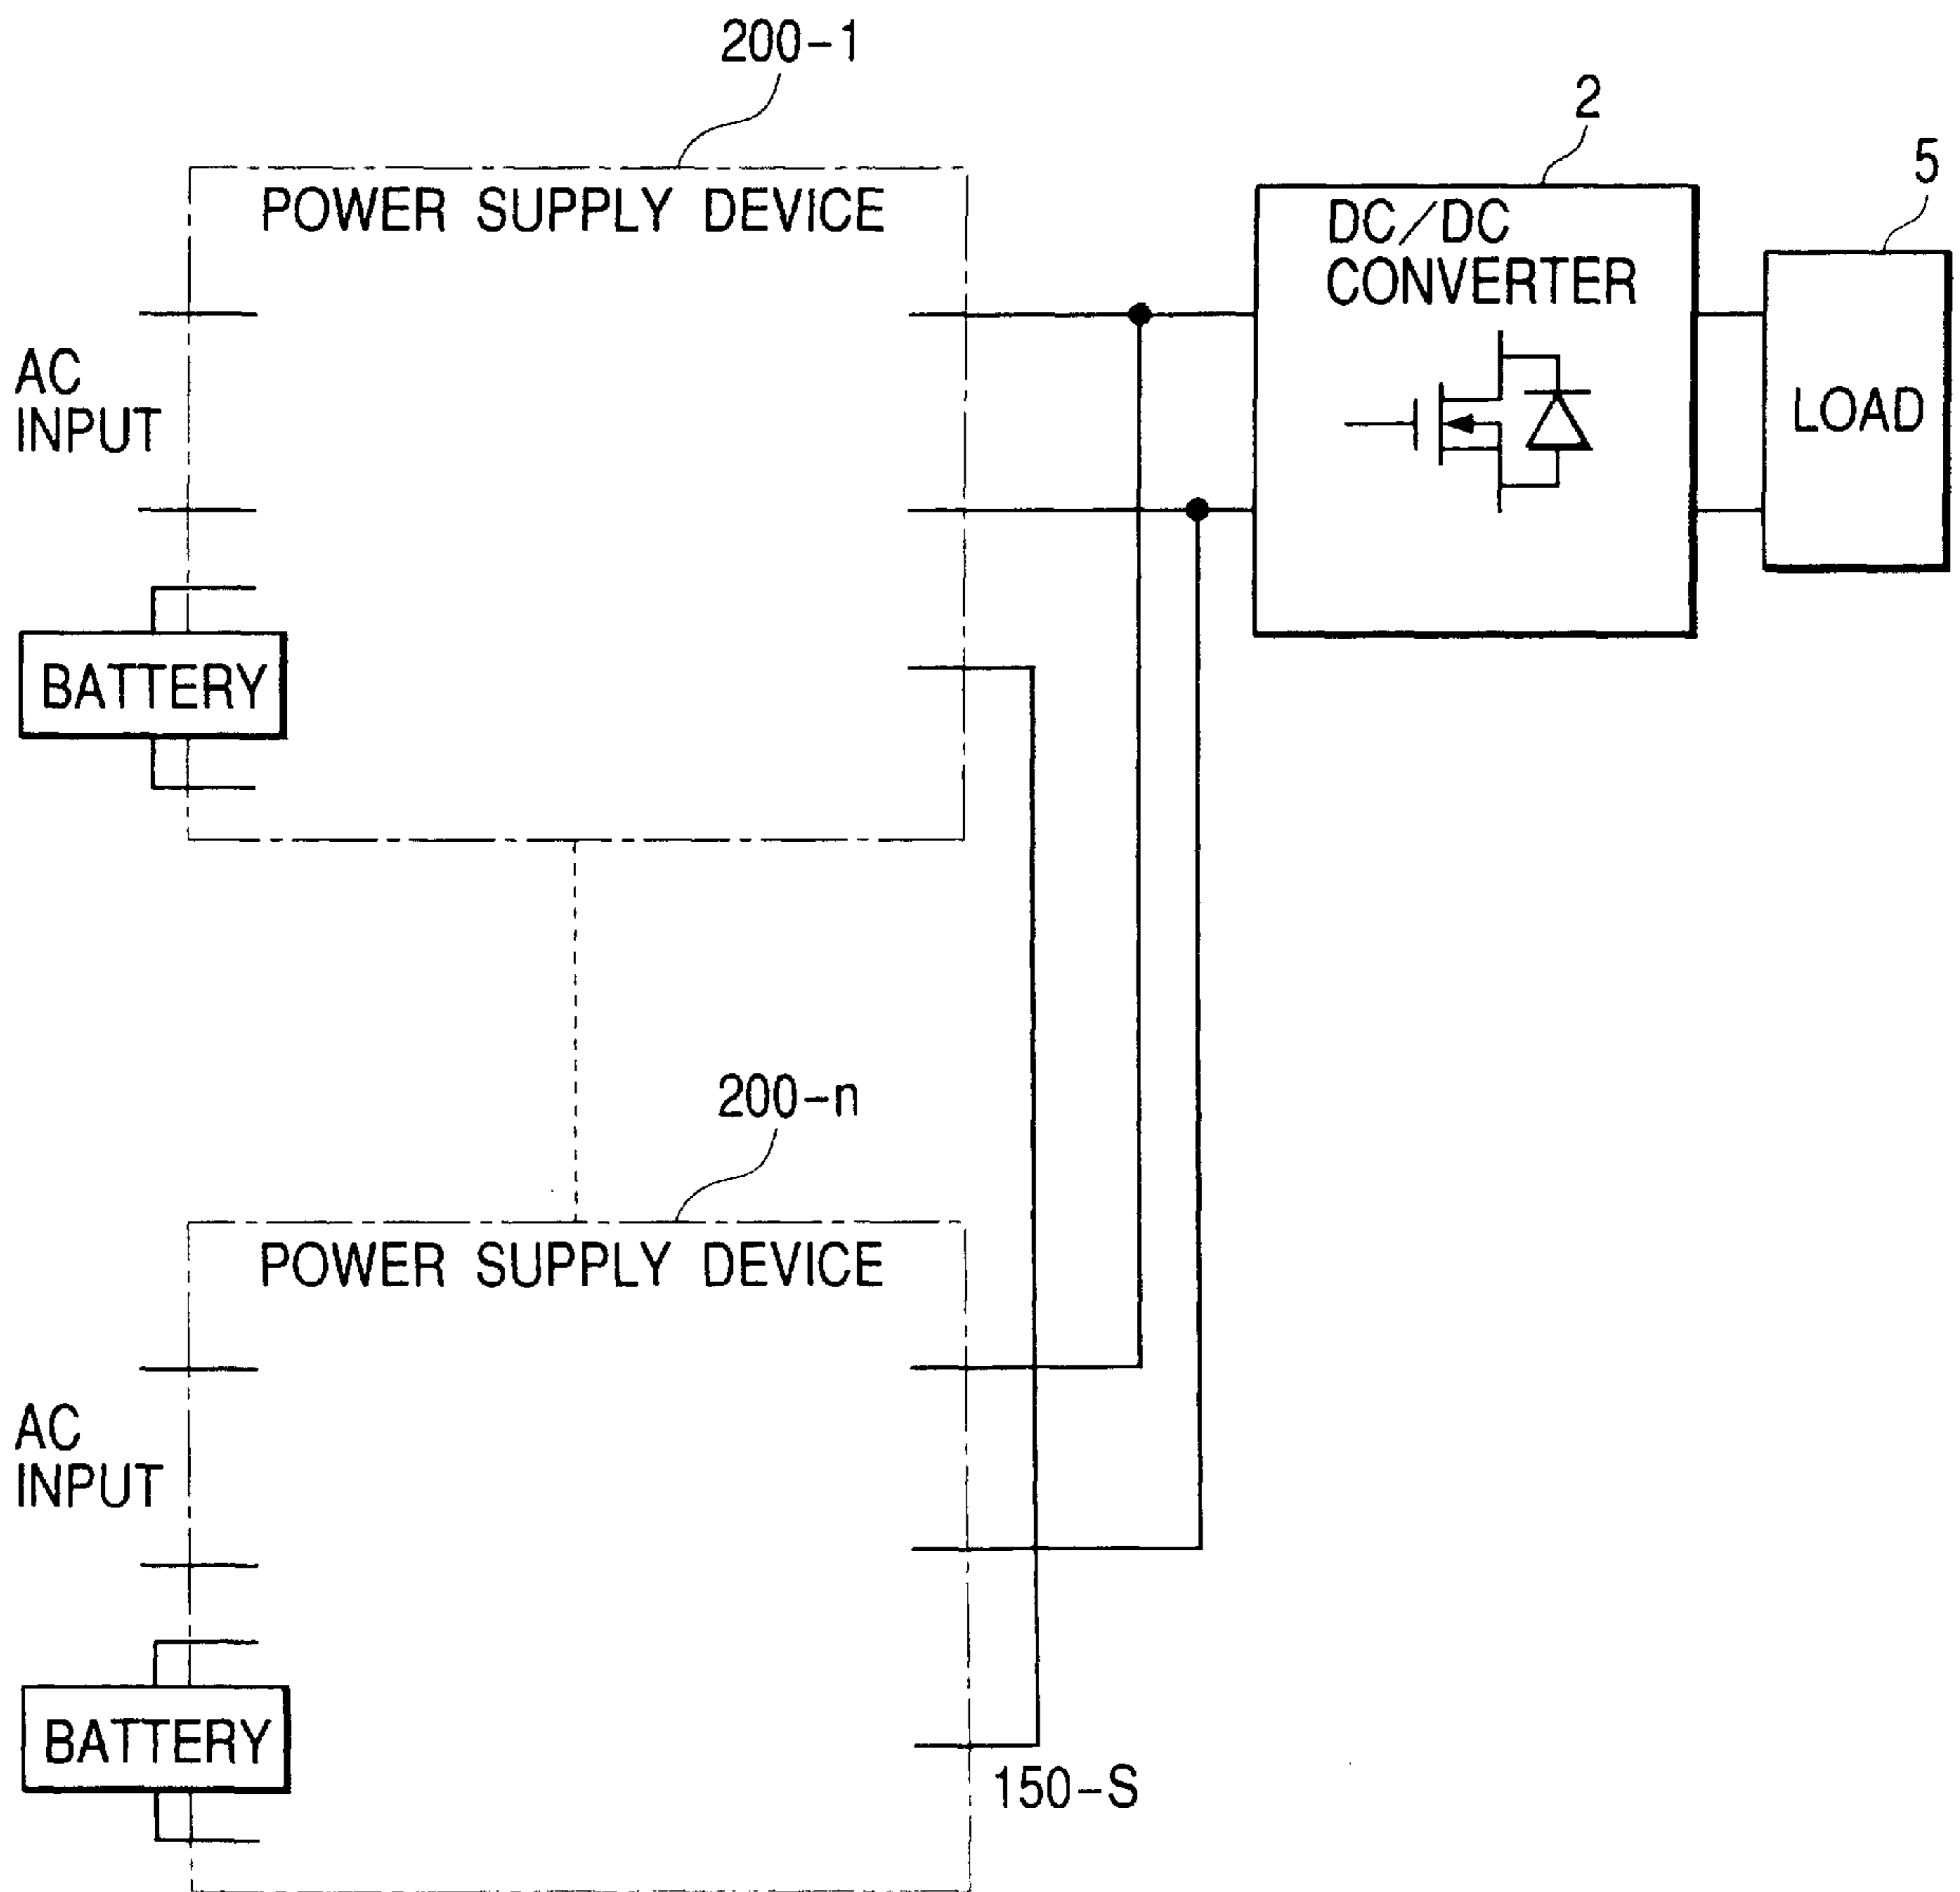 200-1
2
5
POWER SUPPLY DEVICE
DC/DC
CONVERTER
AC
INPUT
LOAD
BATTERY
200-n
POWER SUPPLY DEVICE
AC
INPUT
BATTERY
150-S